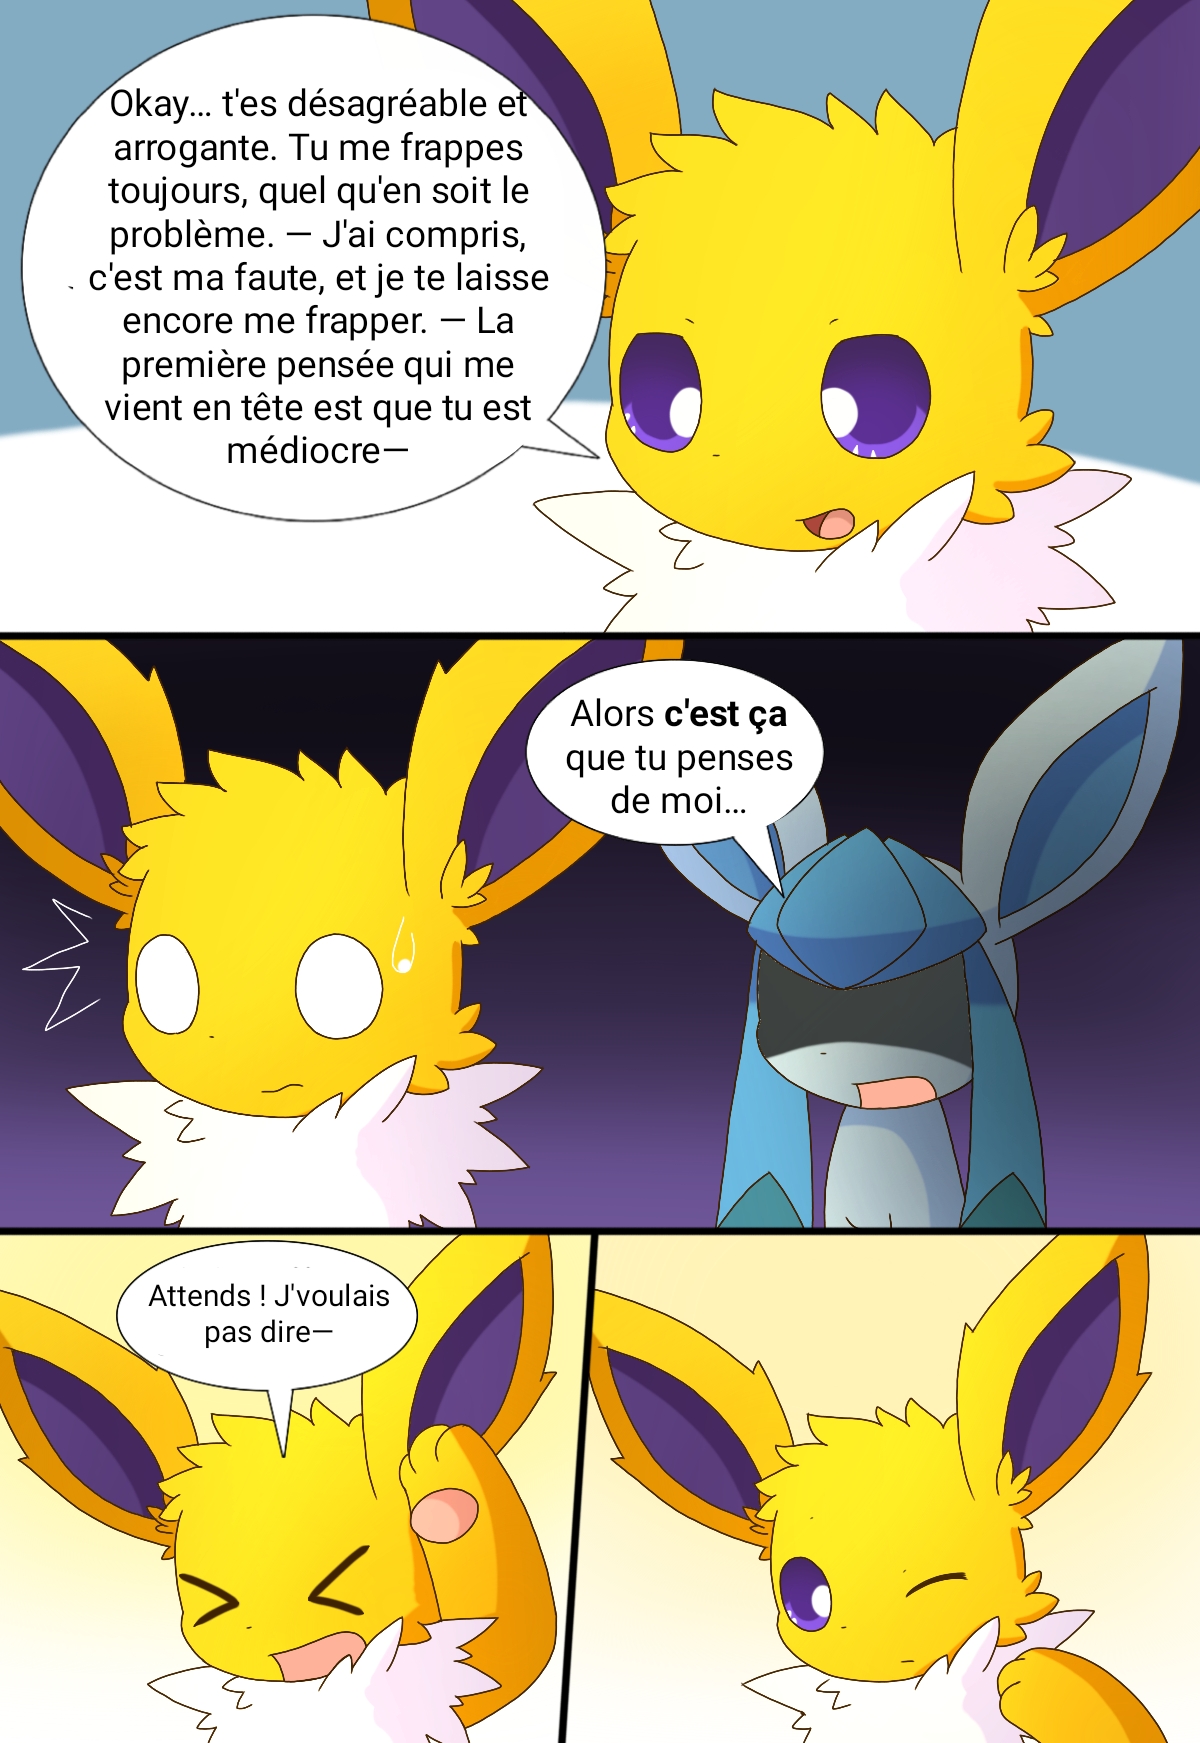 Okay... t'es désagréable et
arrogante. Tu me frappes
toujours, quel qu'en soit le
problème. — J'ai compris,
c'est ma faute, et je te laisse
encore me frapper. — La
première pensée qui me
vient en tête est que tu est
médiocre—
Alors c'est ça
que tu penses
de moi...
Attends ! J'voulais
pas dire—